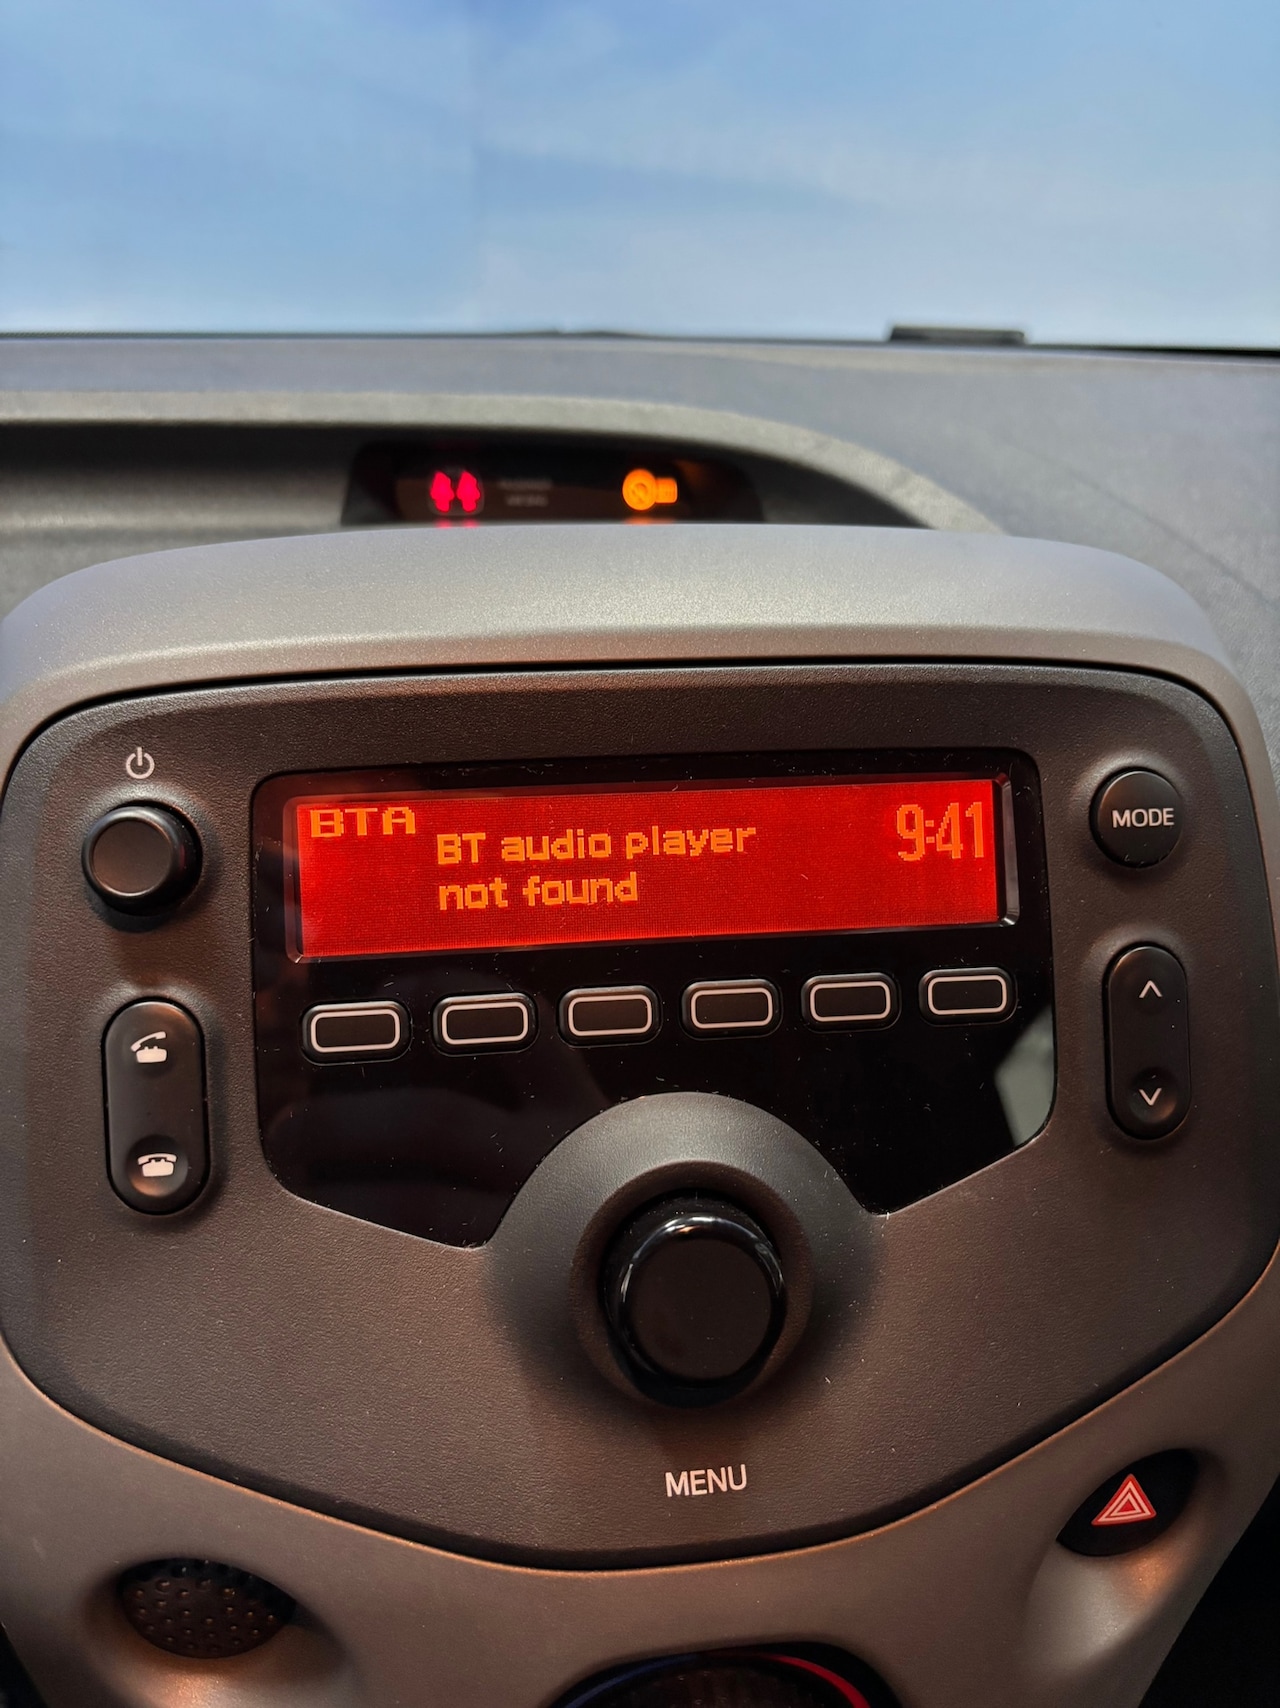 BTA
BT audio player
not found
9:41
MODE
MENU